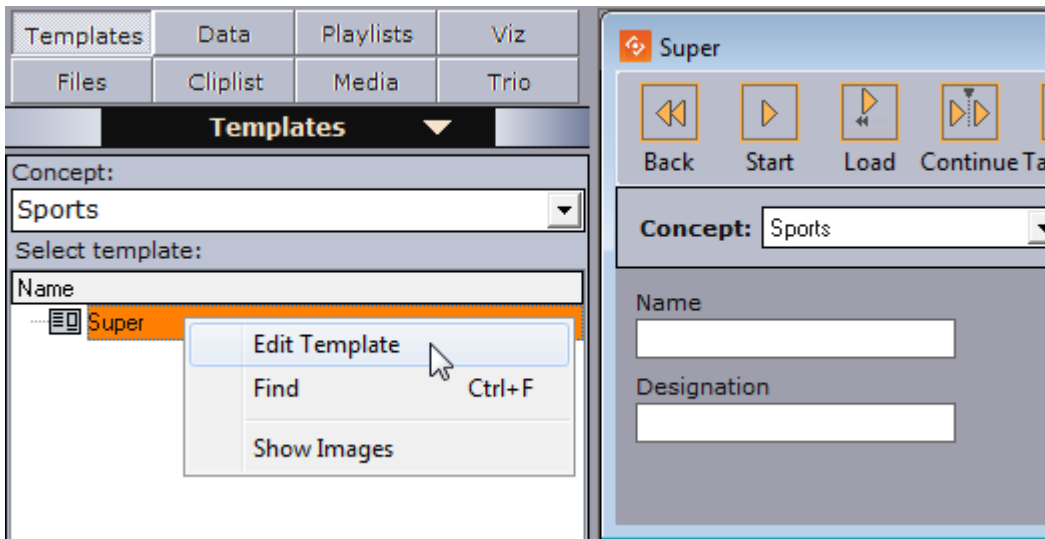 Templates Data Playlists Viz
Files Cliplist Media Trio
Templates
Concept:
Sports
Select template:
Name
Super
Edit Template
Find Ctrl+F
Show Images
Super
Back Start Load Continue Ta
Concept: Sports
Name
Designation